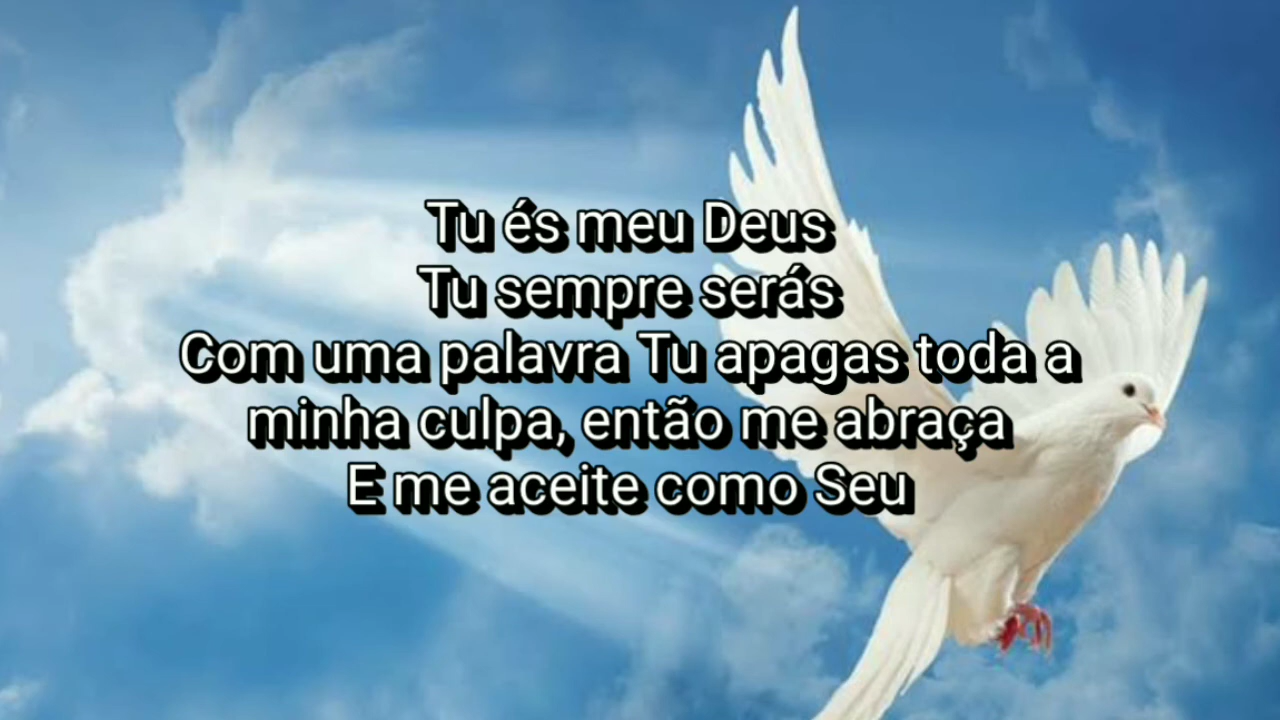 Tu és meu Deus
Tu sempre serás
Com uma palavra Tu apagas toda a
minha culpa, então me abraça
E me aceite como Seu